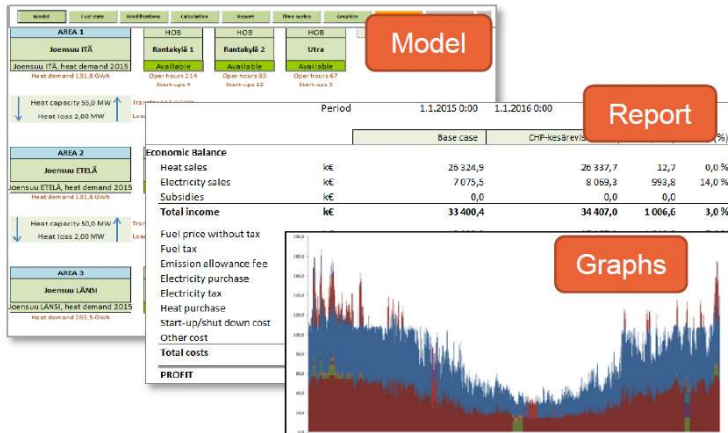 Model Fuel data Modifications Calculation Report Time series Graphics
Model
AREA 1 HOB HOB HOB
Joensuu ITÄ Rantakylä 1 Rantakylä 2 Utra
Joensuu ITÄ, heat demand 2015 Available Available Available
Heat demand 131,8 GWh Oper hours 214 Oper hours 83 Oper hours 67
Start-ups 4 Start-ups 12 Start-ups 3
Heat capacity 55,0 MW
Heat loss 2,00 MW
AREA 2
Joensuu ETELÄ
Joensuu ETELÄ, heat demand 2015
Heat demand 131,8 GWh
Heat capacity 50,0 MW
Heat loss 2,00 MW
AREA 3
Joensuu LÄNSI
Joensuu LÄNSI, heat demand 2015
Heat demand 263,5 GWh
Report
Period 1.1.2015 0:00 1.1.2016 0:00
Base case CHP-kesärevis (%)
Economic Balance
Heat sales k€ 26 324,9 26 337,7 12,7 0,0 %
Electricity sales k€ 7 075,5 8 069,3 993,8 14,0 %
Subsidies k€ 0,0 0,0 0,0
Total income k€ 33 400,4 34 407,0 1 006,6 3,0 %
Fuel price without tax k€
Fuel tax
Emission allowance fee
Electricity purchase
Electricity tax
Heat purchase
Start-up/shut down cost
Other cost
Total costs
PROFIT
Graphs